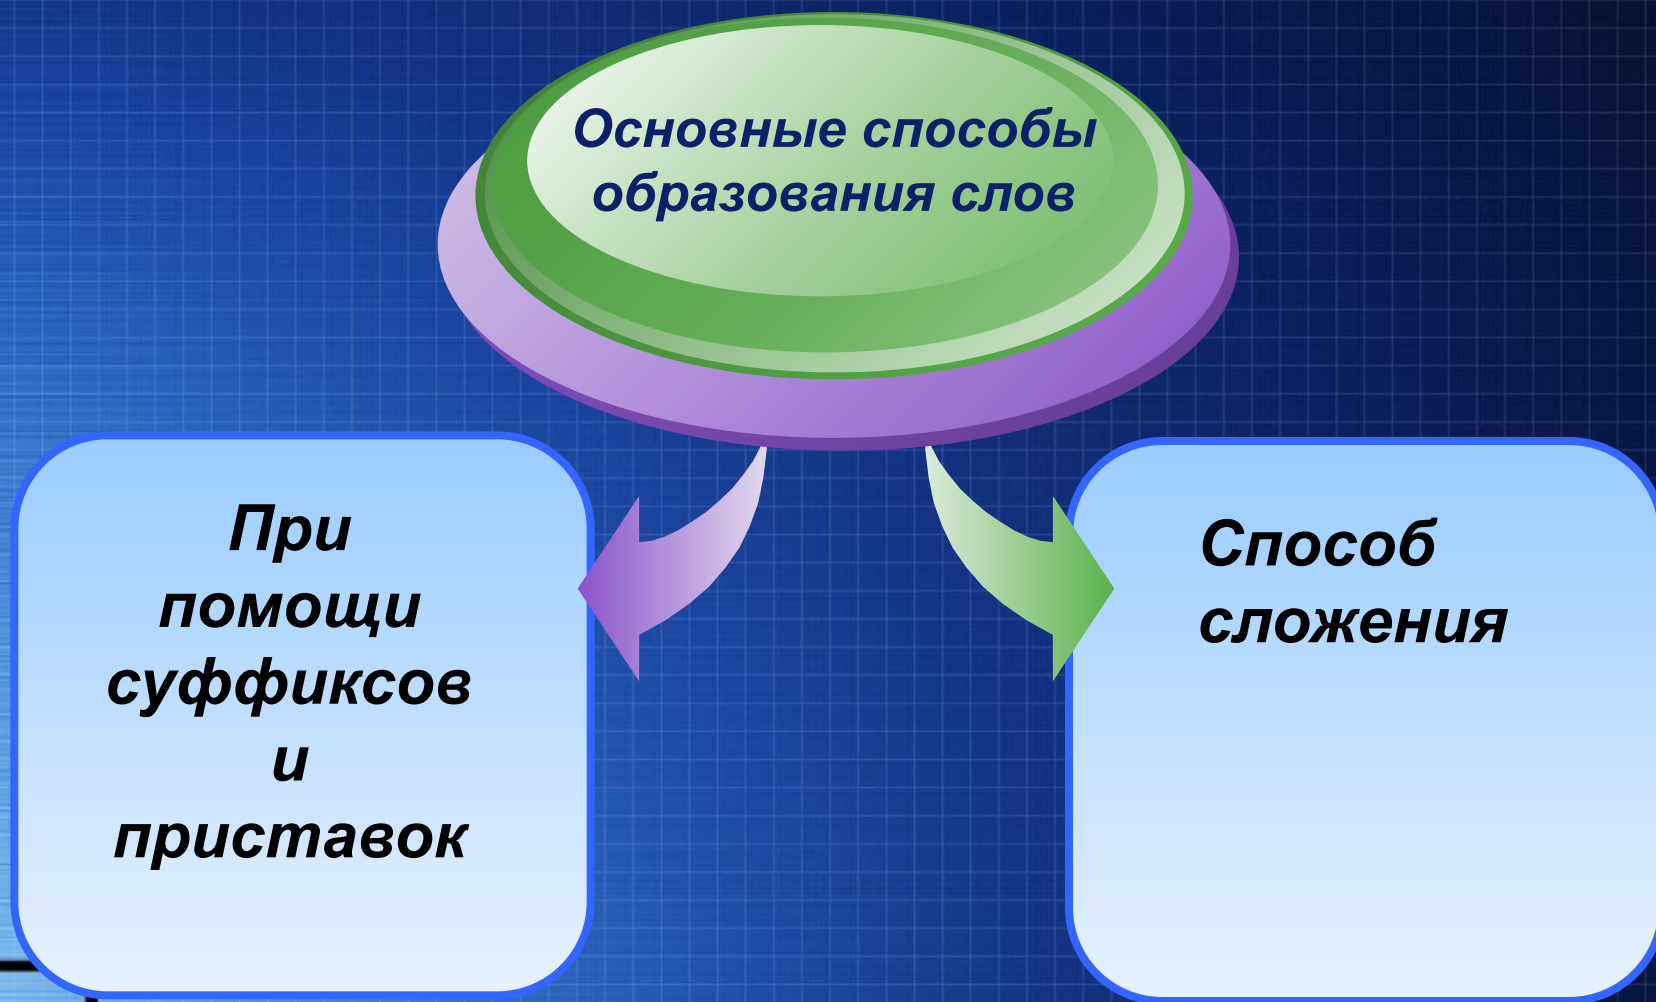 Основные способы
образования слов
При
помощи
суффиксов
и
приставок
Способ
сложения